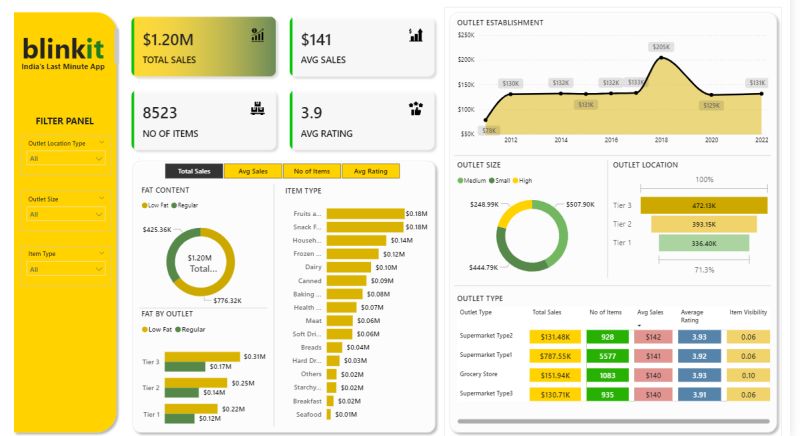 blinkit
India's Last Minute App
FILTER PANEL
Outlet Location Type
All
Outlet Size
All
Item Type
All
$1.20M
TOTAL SALES
$141
AVG SALES
8523
NO OF ITEMS
3.9
AVG RATING
Total Sales Avg Sales No of Items Avg Rating
FAT CONTENT
Low Fat Regular
$425.36K
$1.20M
Total...
$776.32K
FAT BY OUTLET
Low Fat Regular
Tier 3 $0.31M
$0.17M
Tier 2 $0.25M
$0.14M
Tier 1 $0.22M
$0.12M
ITEM TYPE
Fruits a... $0.18M
Snack F... $0.18M
Househ... $0.14M
Frozen ... $0.12M
Dairy $0.10M
Canned $0.09M
Baking ... $0.08M
Health ... $0.07M
Meat $0.06M
Soft Dri... $0.06M
Breads $0.04M
Hard Dr... $0.03M
Others $0.02M
Starchy... $0.02M
Breakfast $0.02M
Seafood $0.01M
OUTLET ESTABLISHMENT
$250K
$200K
$150K
$100K
$50K
$78K $130K $132K $131K $132K $133K $205K $129K $131K
2012 2014 2016 2018 2020 2022
OUTLET SIZE
Medium Small High
$248.99K $507.90K
$444.79K
OUTLET LOCATION
100%
Tier 3 472.13K
Tier 2 393.15K
Tier 1 336.40K
71.3%
OUTLET TYPE
Outlet Type Total Sales No of Items Avg Sales Average Rating Item Visibility
Supermarket Type2 $131.48K 928 $142 3.93 0.06
Supermarket Type1 $787.55K 5577 $141 3.92 0.06
Grocery Store $151.94K 1083 $140 3.93 0.10
Supermarket Type3 $130.71K 935 $140 3.91 0.06